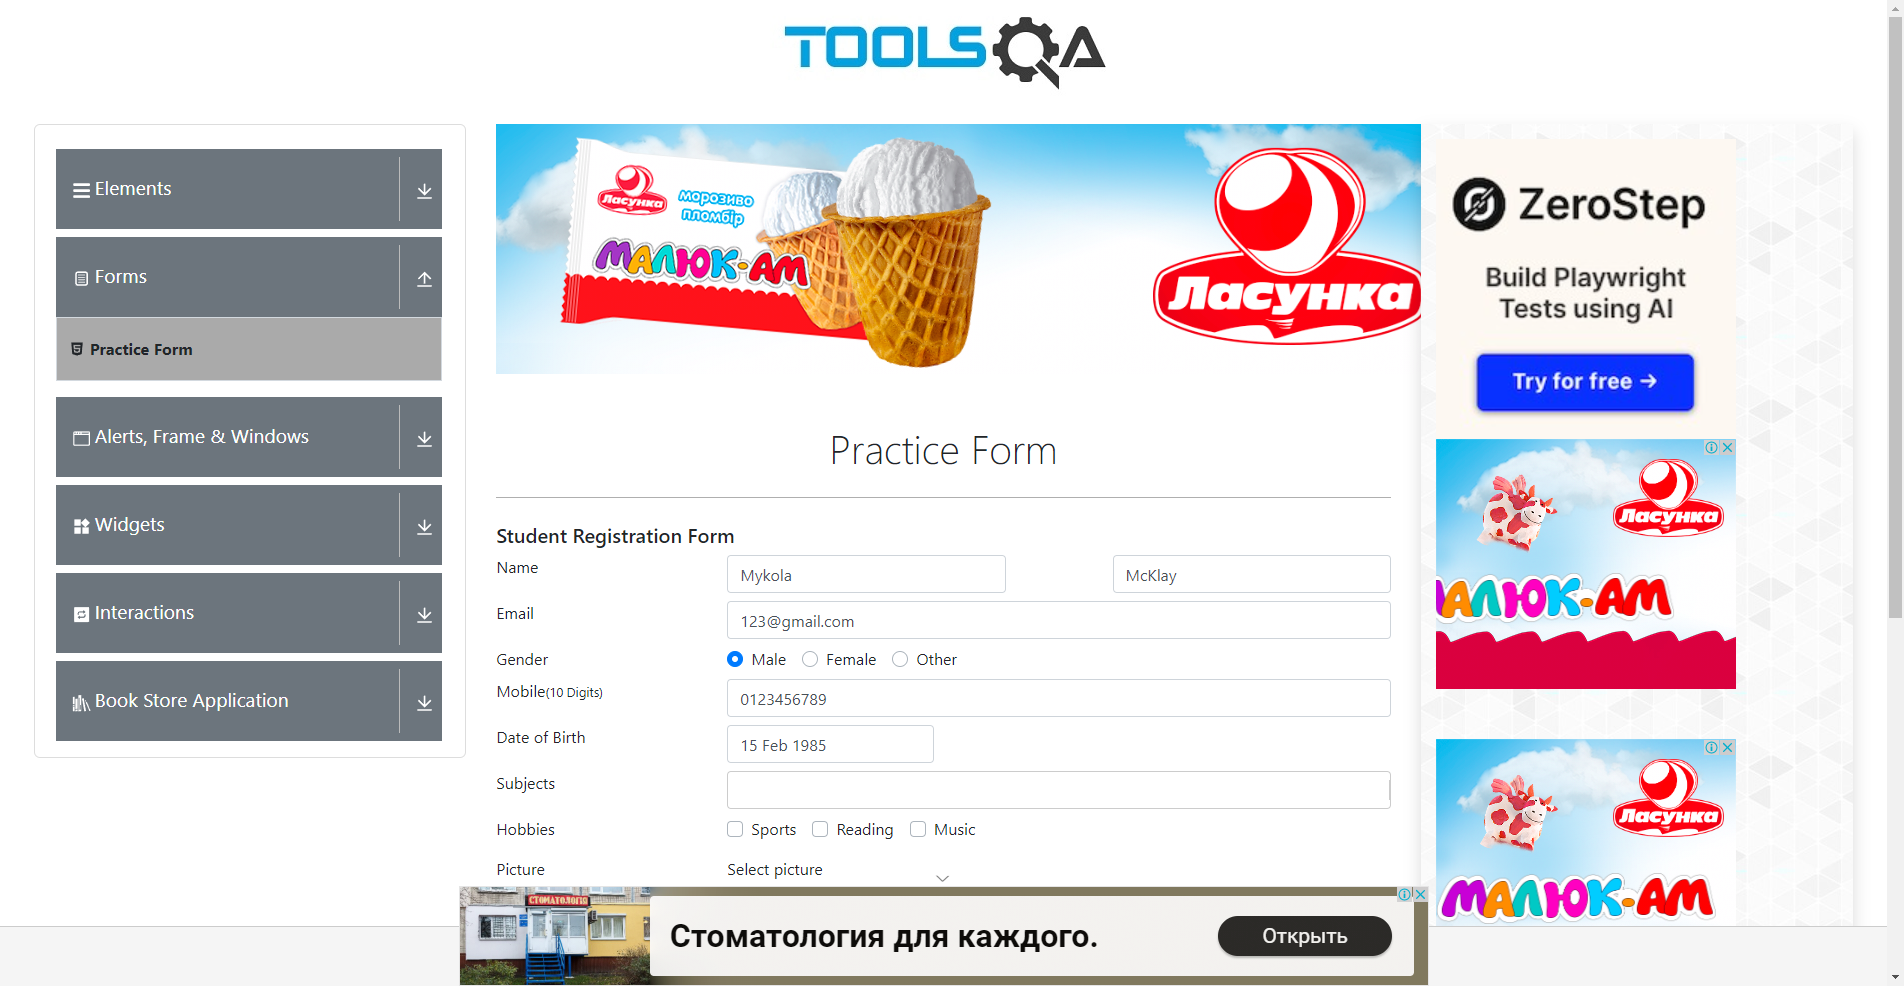 TOOLSQA
Elements
Forms
Practice Form
Alerts, Frame & Windows
Widgets
Interactions
Book Store Application
Ласунка
морозиво
пломбір
МАЛЮК-АМ
Ласунка
Practice Form
Student Registration Form
Name
Mykola
McKlay
Email
123@gmail.com
Gender
Male
Female
Other
Mobile(10 Digits)
0123456789
Date of Birth
15 Feb 1985
Subjects
Hobbies
Sports
Reading
Music
Picture
Select picture
ZeroStep
Build Playwright
Tests using AI
Try for free →
Ласунка
МАЛЮК-АМ
Ласунка
МАЛЮК-АМ
СТОМАТОЛОГІЯ
Стоматология для каждого.
Открыть